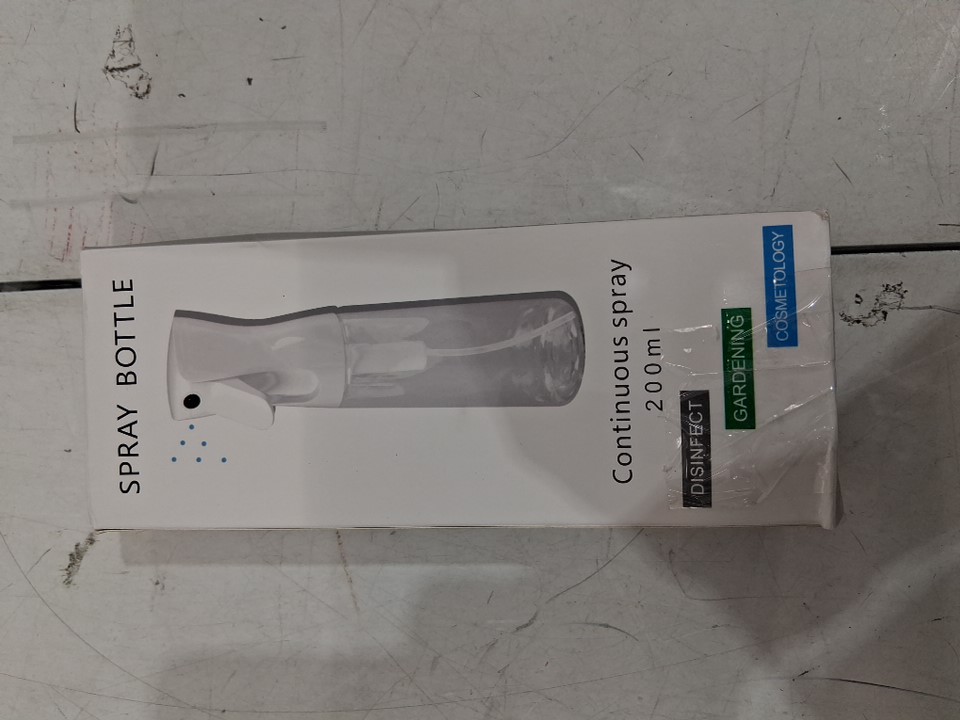 SPRAY BOTTLE
Continuous spray
200ml
DISINFECT
GARDENING
COSMETOLOGY